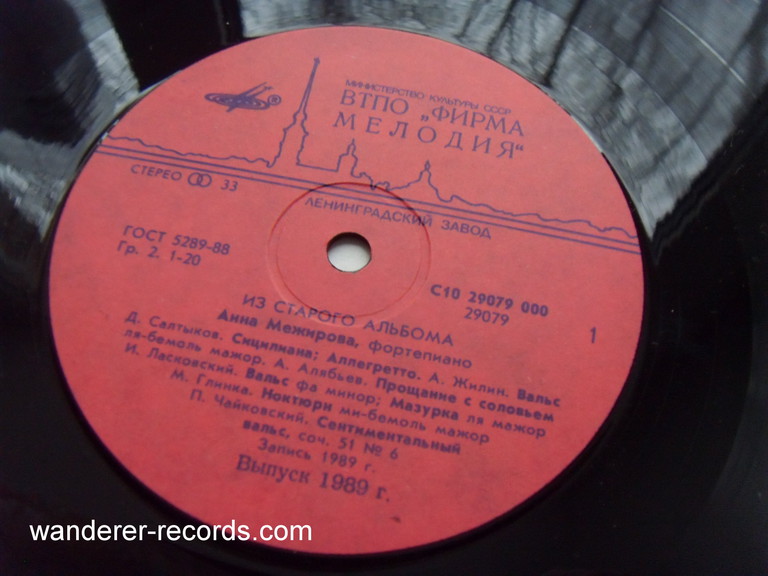 МИНИСТЕРСТВО КУЛЬТУРЫ СССР
ВТПО „ФИРМА
МЕЛОДИЯ“
®
СТЕРЕО 33
ЛЕНИНГРАДСКИЙ ЗАВОД
ГОСТ 5289-88
Гр. 2. 1-20
С10 29079 000
29079
1
ИЗ СТАРОГО АЛЬБОМА
Анна Межирова, фортепиано
Д. Салтыков. Сицилиана; Аллегретто. А. Жилин. Вальс
ля-бемоль мажор. А. Алябьев. Прощание с соловьем
И. Ласковский. Вальс фа минор; Мазурка ля мажор
М. Глинка. Ноктюрн ми-бемоль мажор
П. Чайковский. Сентиментальный
вальс, соч. 51 № 6
Запись 1989 г.
Выпуск 1989 г.
wanderer-records.com